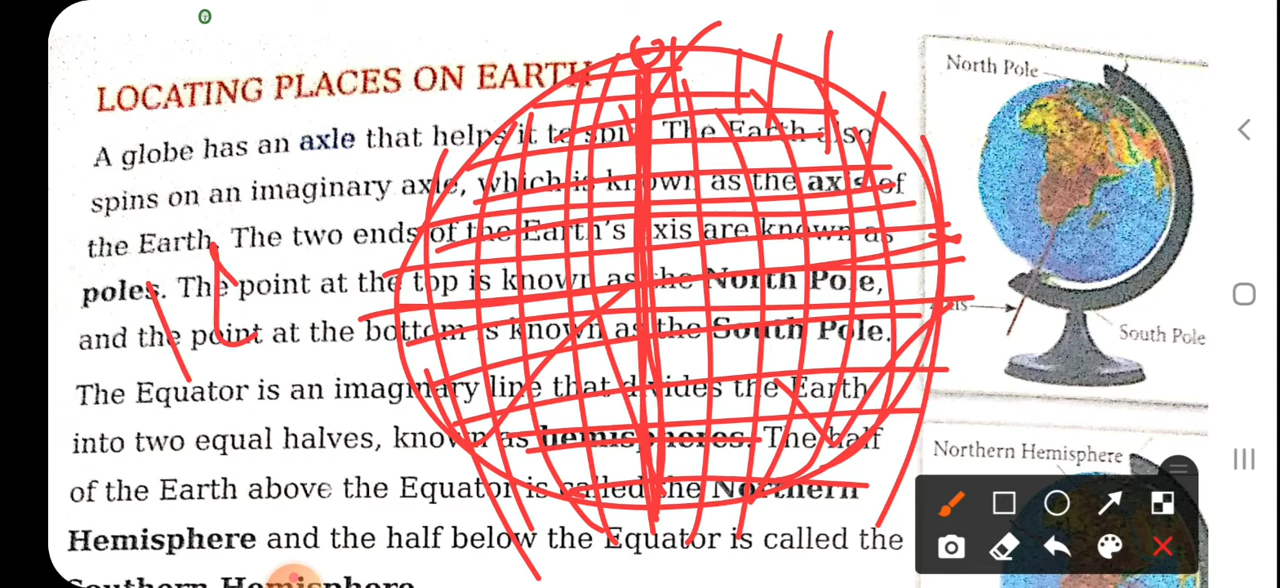 LOCATING PLACES ON EARTH
A globe has an axle that helps it to spin. The Earth also
spins on an imaginary axle, which is known as the axis of
the Earth. The two ends of the Earth's axis are known as
poles. The point at the top is known as the North Pole,
and the point at the bottom is known as the South Pole.
The Equator is an imaginary line that divides the Earth
into two equal halves, known as hemispheres. The half
of the Earth above the Equator is called the Northern
Hemisphere and the half below the Equator is called the
Southern Hemisphere.
North Pole
Axis
South Pole
Northern Hemisphere